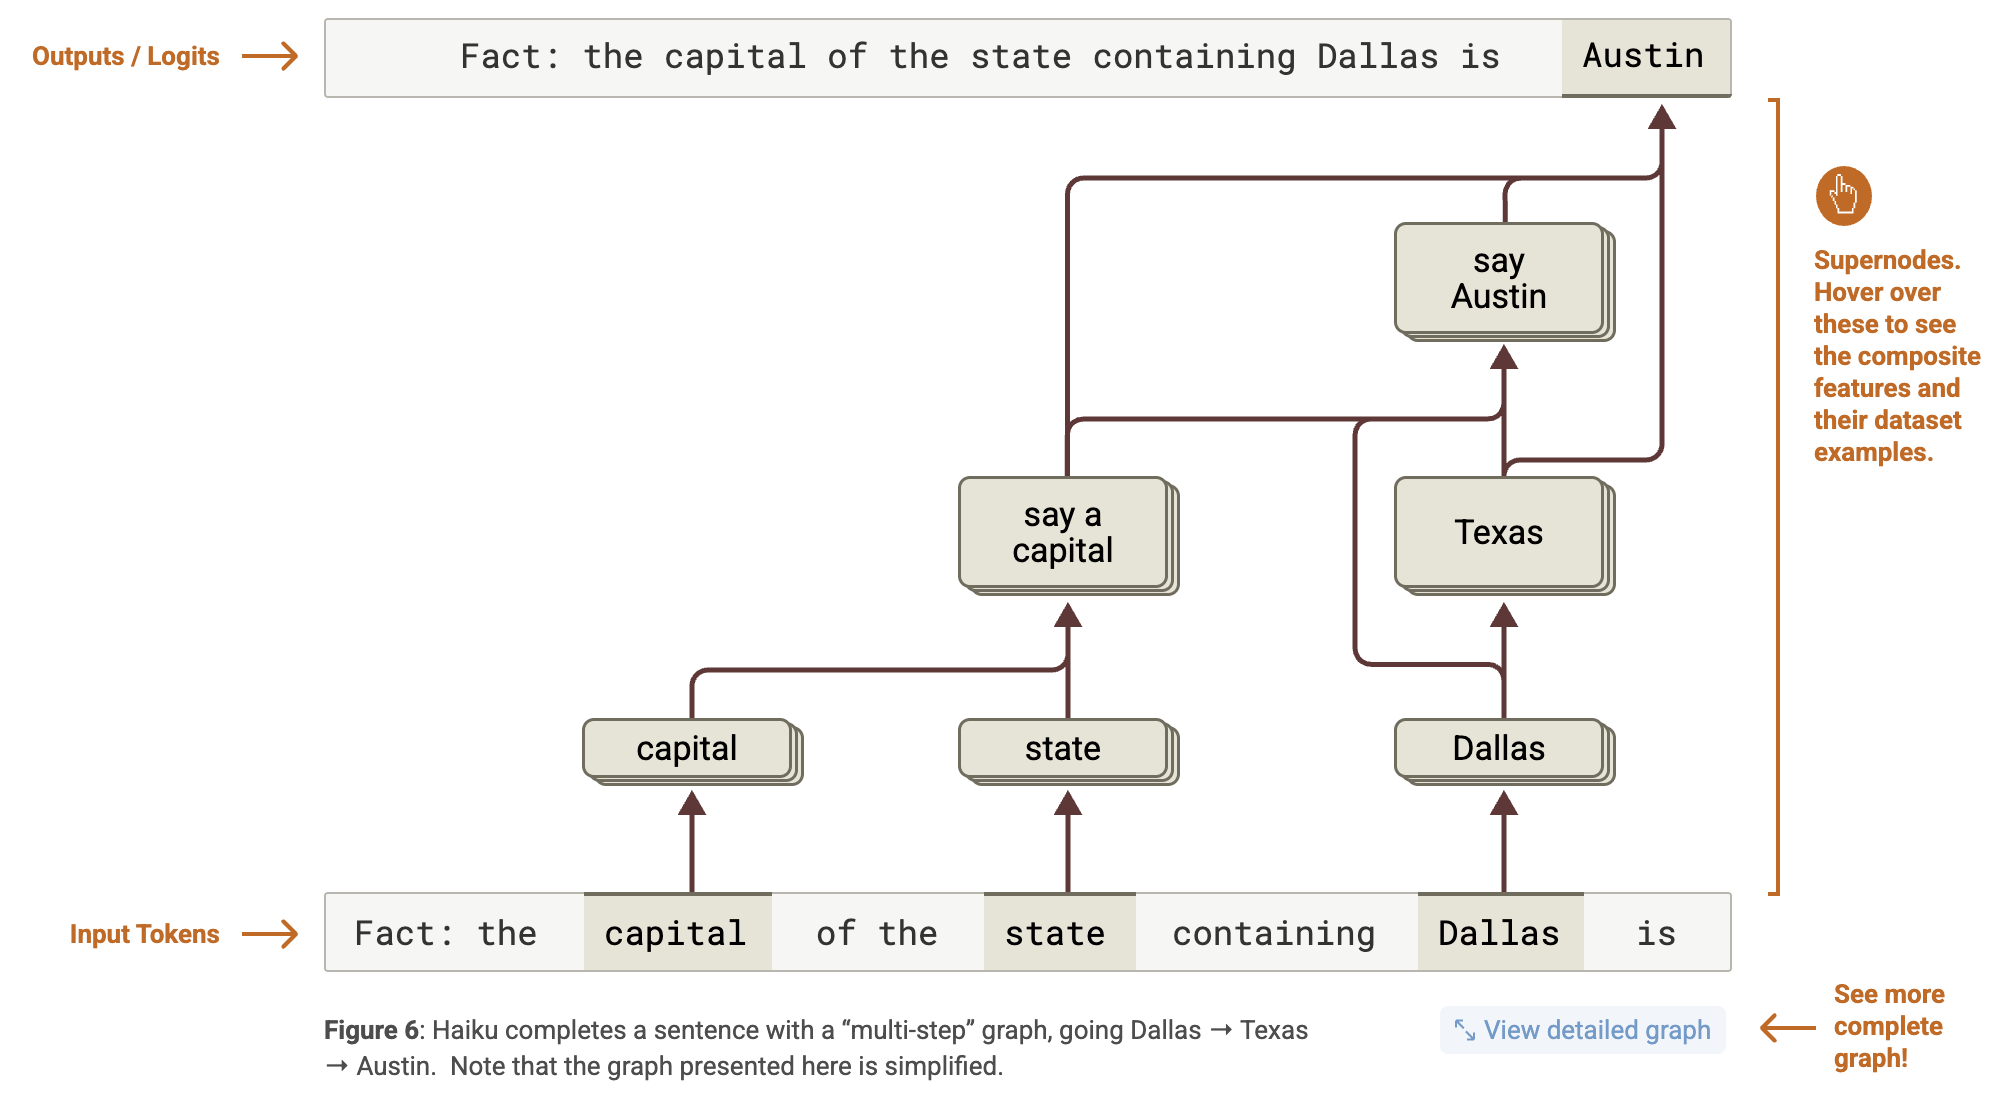 Outputs / Logits
Fact: the capital of the state containing Dallas is Austin
say
Austin
Supernodes.
Hover over
these to see
the composite
features and
their dataset
examples.
say a
capital
Texas
capital
state
Dallas
Input Tokens
Fact: the capital of the state containing Dallas is
Figure 6: Haiku completes a sentence with a “multi-step” graph, going Dallas → Texas
→ Austin. Note that the graph presented here is simplified.
View detailed graph
See more
complete
graph!